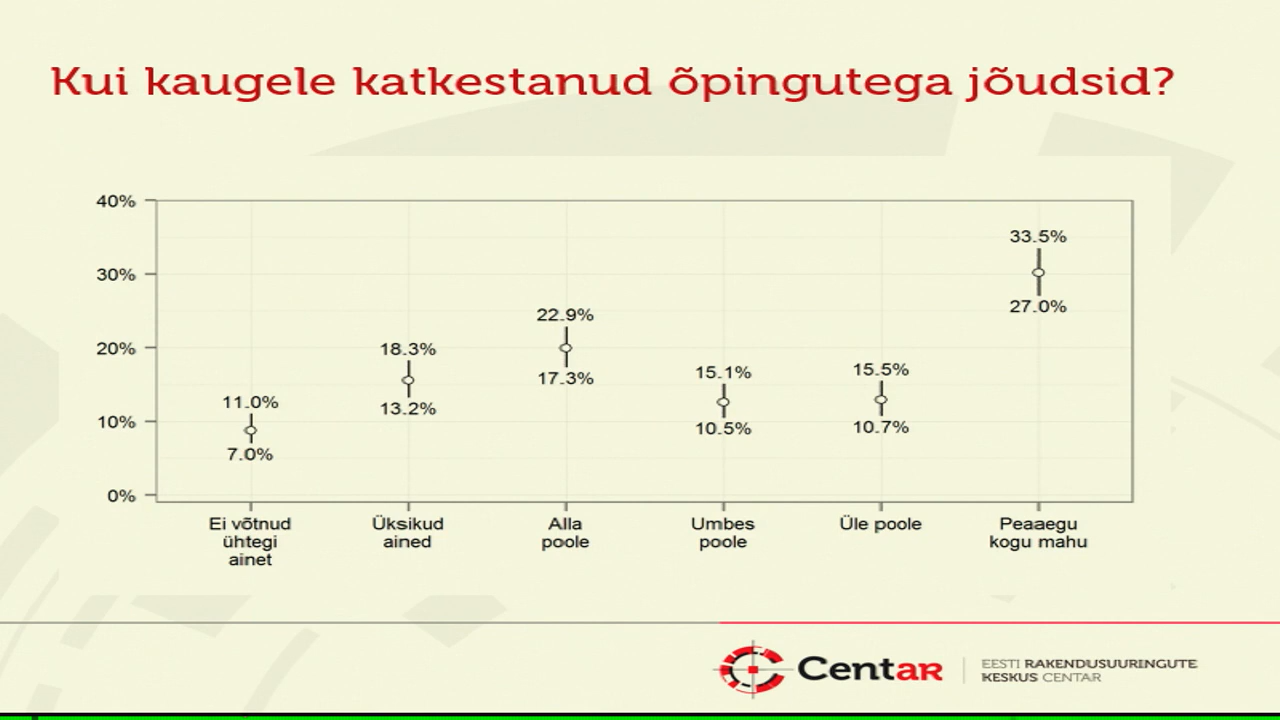 Kui kaugele katkestanud õpingutega jõudsid?
40%
30%
20%
10%
0%
11.0%
7.0%
18.3%
13.2%
22.9%
17.3%
15.1%
10.5%
15.5%
10.7%
33.5%
27.0%
Ei võtnud
ühtegi
ainet
Üksikud
ained
Alla
poole
Umbes
poole
Üle poole
Peaaegu
kogu mahu
Centar
EESTI RAKENDUSUURINGUTE
KESKUS CENTAR